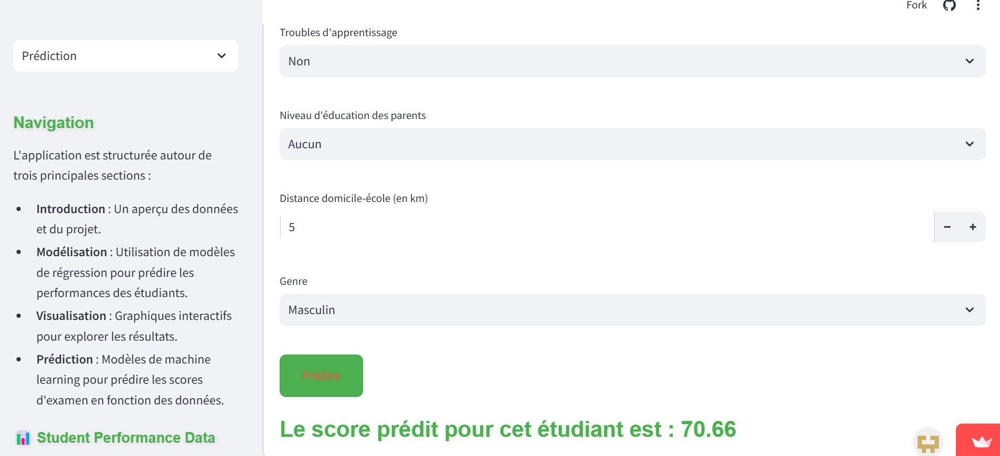 Fork
Prédiction
Navigation
L'application est structurée autour de
trois principales sections :
Introduction : Un aperçu des données
et du projet.
Modélisation : Utilisation de modèles
de régression pour prédire les
performances des étudiants.
Visualisation : Graphiques interactifs
pour explorer les résultats.
Prédiction : Modèles de machine
learning pour prédire les scores
d'examen en fonction des données.
Student Performance Data
Troubles d'apprentissage
Non
Niveau d'éducation des parents
Aucun
Distance domicile-école (en km)
5
Genre
Masculin
Prédire
Le score prédit pour cet étudiant est : 70.66